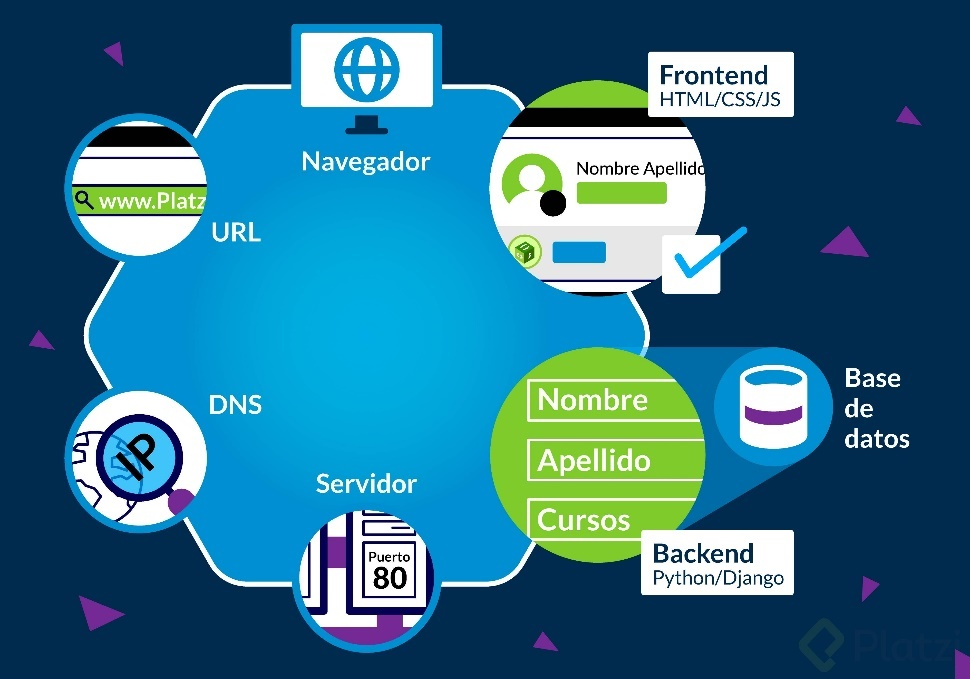 Navegador
Frontend
HTML/CSS/JS
www.Platz
URL
Nombre Apellido
DNS
IP
Servidor
Puerto
80
Nombre
Apellido
Cursos
Base
de
datos
Backend
Python/Django
Platzi